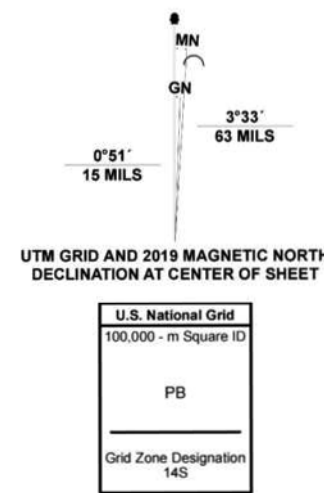 MN
GN
3°33´
63 MILS
0°51´
15 MILS
UTM GRID AND 2019 MAGNETIC NORTH
DECLINATION AT CENTER OF SHEET
U.S. National Grid
100,000 - m Square ID
PB
Grid Zone Designation
14S